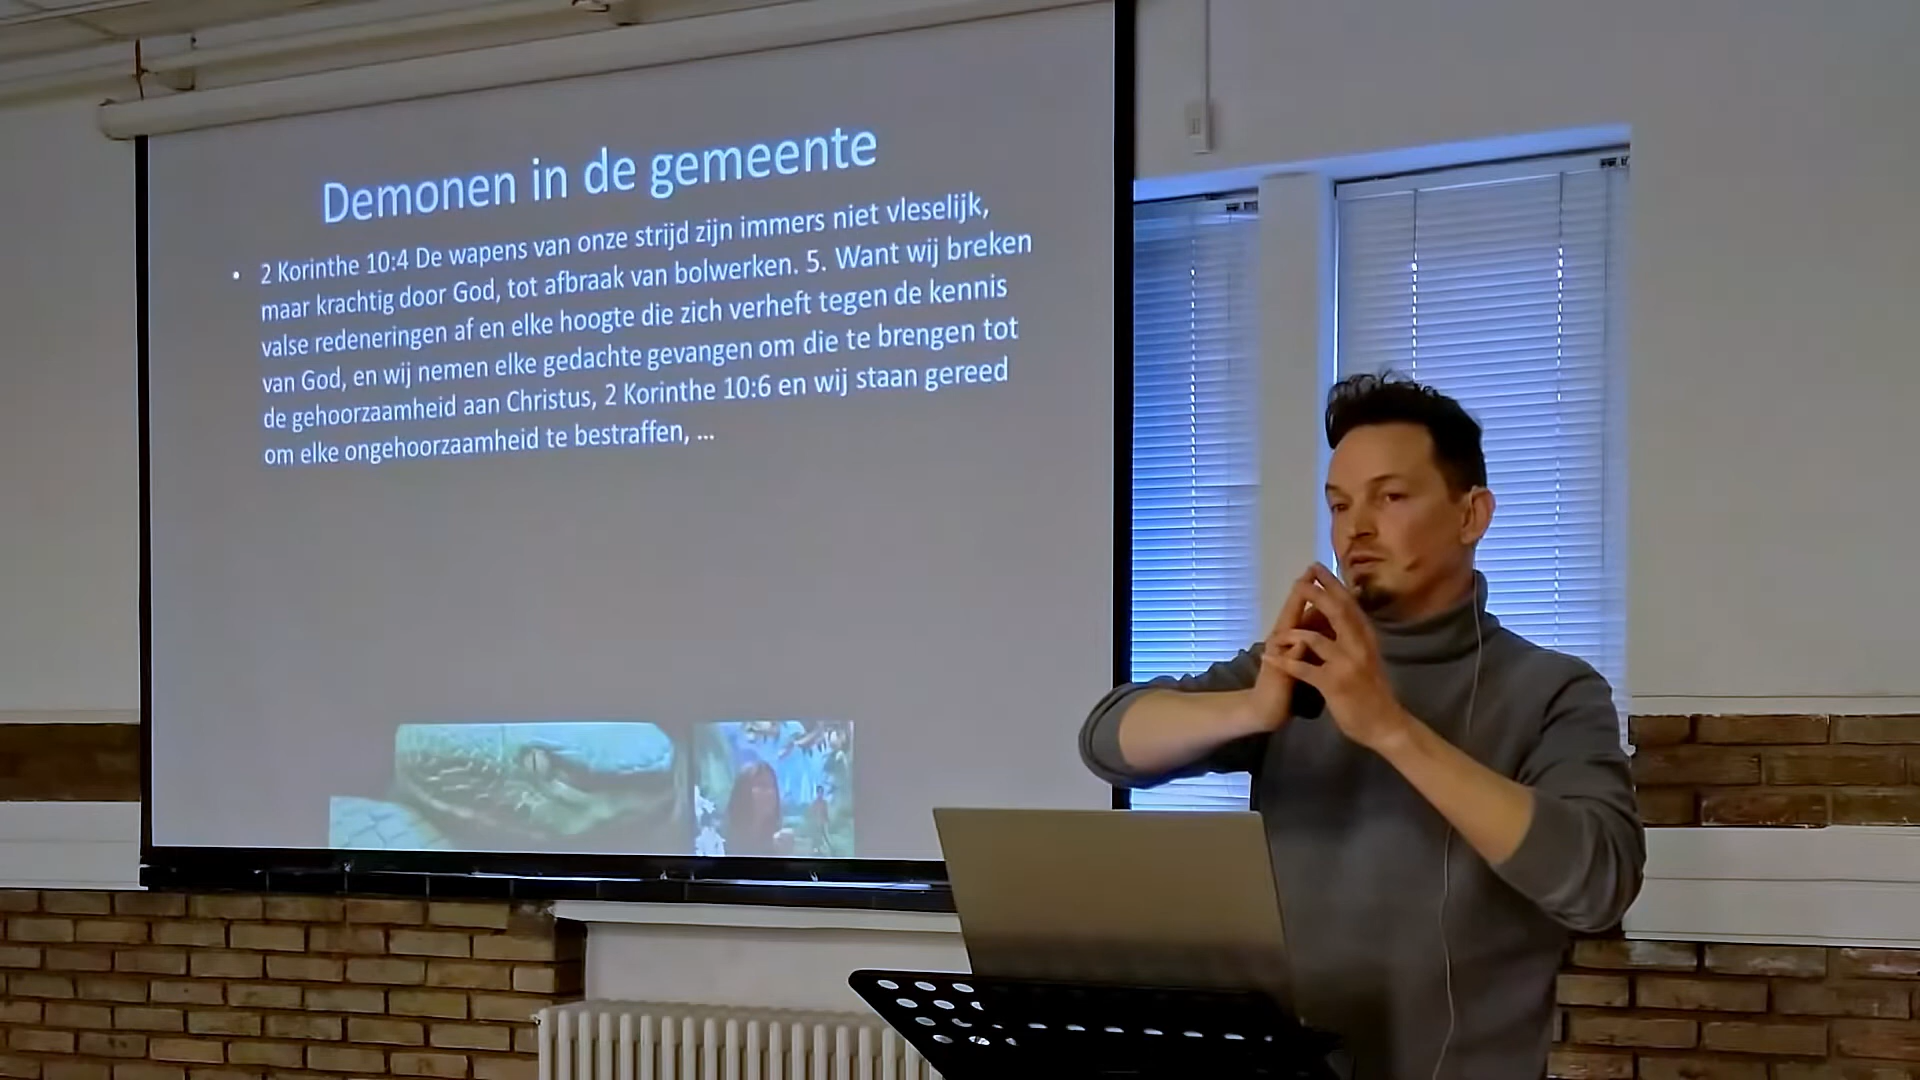 Demonen in de gemeente
• 2 Korinthe 10:4 De wapens van onze strijd zijn immers niet vleselijk,
maar krachtig door God, tot afbraak van bolwerken. 5. Want wij breken
valse redeneringen af en elke hoogte die zich verheft tegen de kennis
van God, en wij nemen elke gedachte gevangen om die te brengen tot
de gehoorzaamheid aan Christus, 2 Korinthe 10:6 en wij staan gereed
om elke ongehoorzaamheid te bestraffen, ...